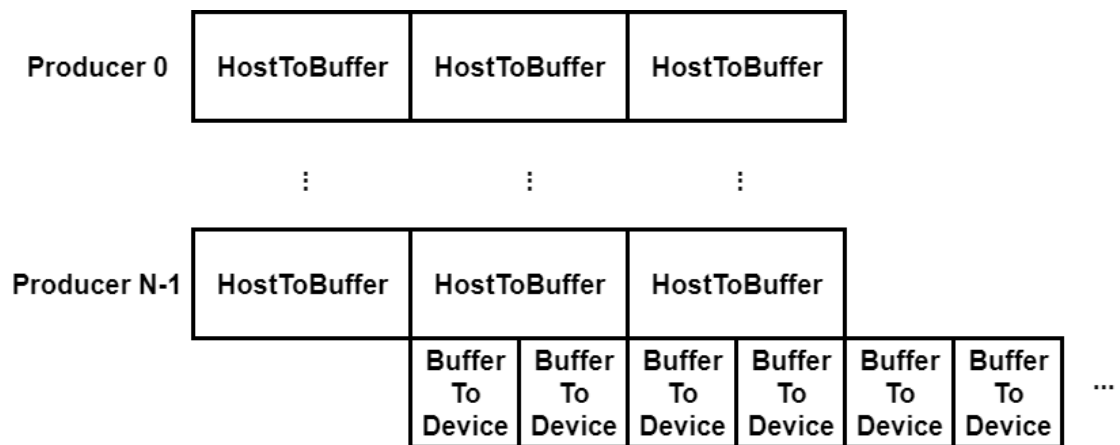 Producer 0 HostToBuffer HostToBuffer HostToBuffer
⋮ ⋮ ⋮
Producer N-1 HostToBuffer HostToBuffer HostToBuffer
Buffer Buffer Buffer Buffer Buffer Buffer
To To To To To To ...
Device Device Device Device Device Device